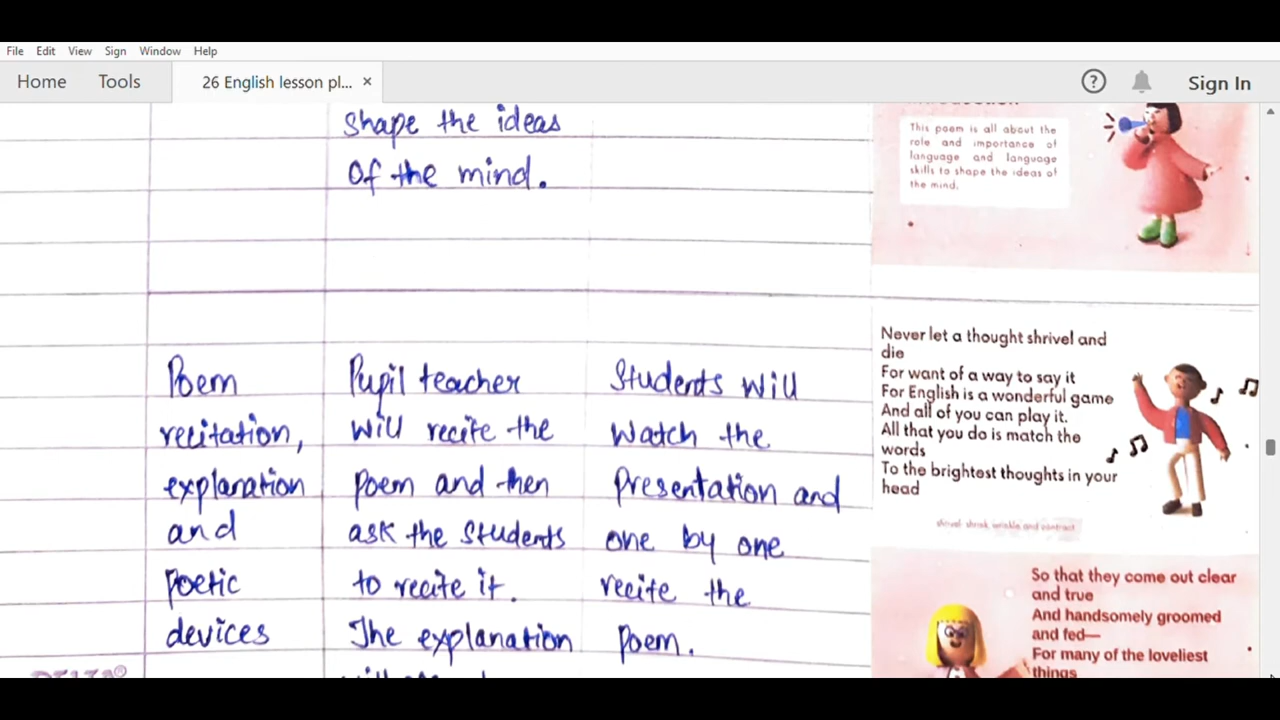 File Edit View Sign Window Help
Home Tools 26 English lesson pl... × Sign In
shape the ideas
of the mind.
This poem is all about the
role and importance of
language and language
skills to shape the ideas of
the mind.
Poem
recitation,
explanation
and
poetic
devices
Pupil teacher
will recite the
poem and then
ask the students
to recite it.
The explanation
Students will
watch the
presentation and
one by one
recite the
poem.
Never let a thought shrivel and
die
For want of a way to say it
For English is a wonderful game
And all of you can play it.
All that you do is match the
words
To the brightest thoughts in your
head
shrivel: shrink, wrinkle and contract
So that they come out clear
and true
And handsomely groomed
and fed—
For many of the loveliest
things